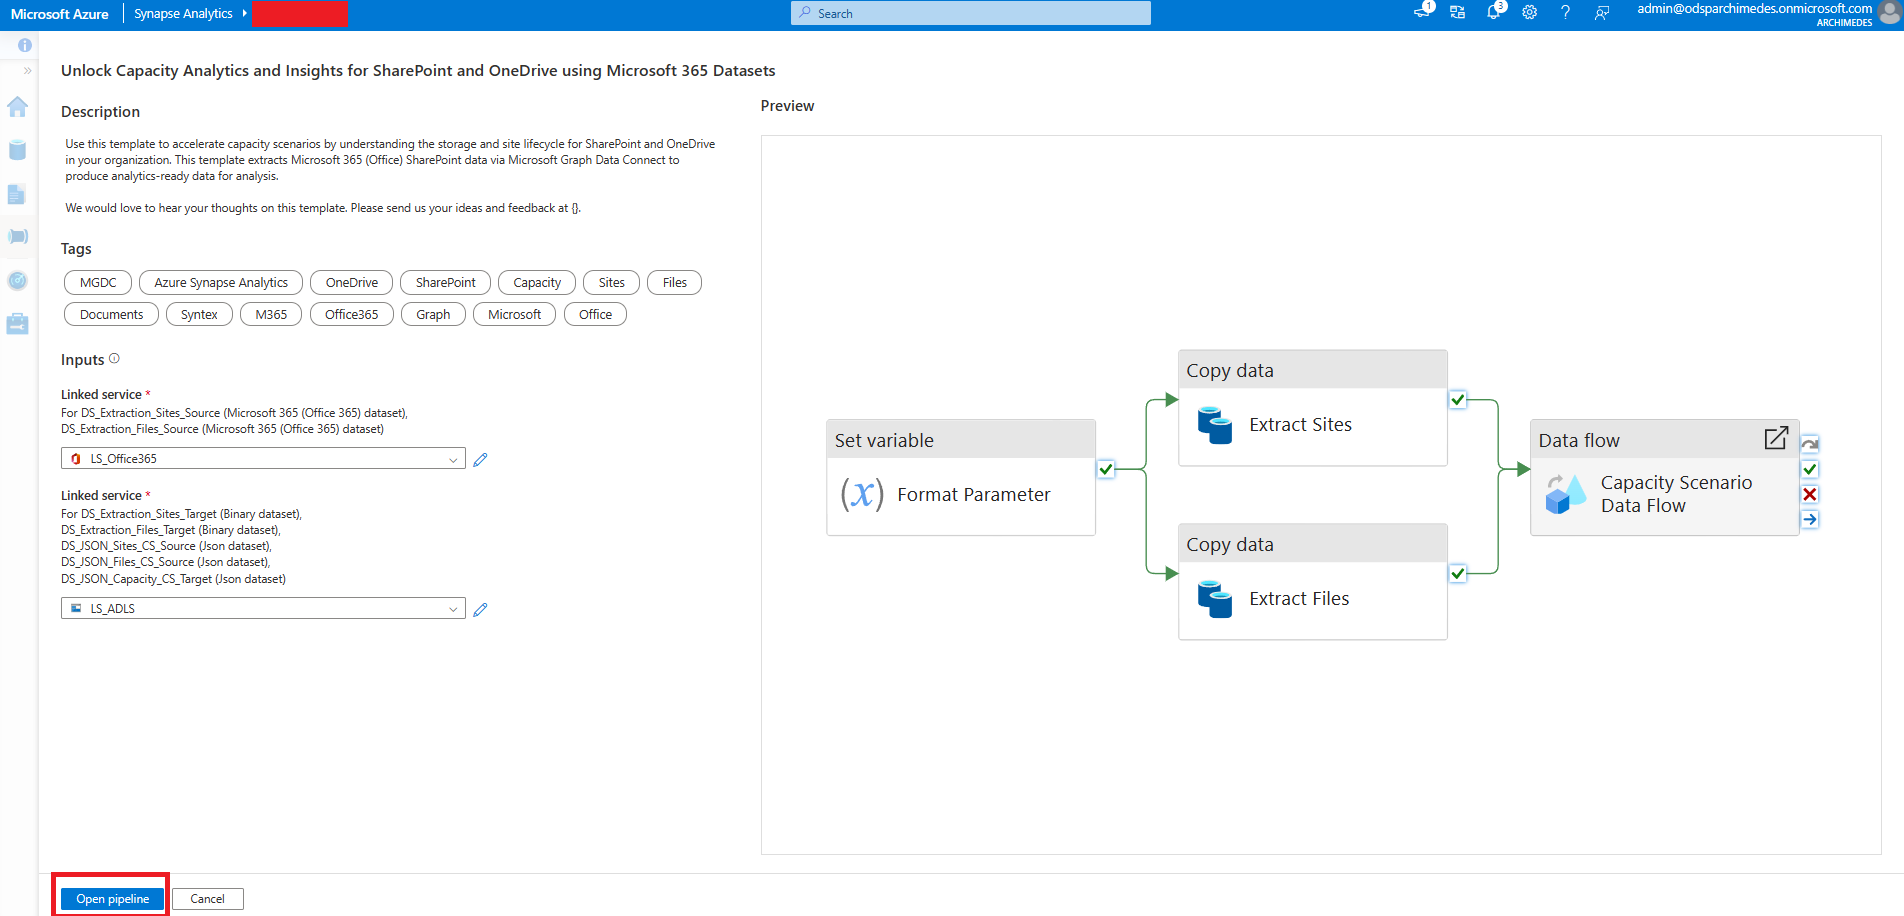 Microsoft Azure
Synapse Analytics
Search
1
3
admin@odsparchimedes.onmicrosoft.com
ARCHIMEDES
Unlock Capacity Analytics and Insights for SharePoint and OneDrive using Microsoft 365 Datasets
Description
Use this template to accelerate capacity scenarios by understanding the storage and site lifecycle for SharePoint and OneDrive
in your organization. This template extracts Microsoft 365 (Office) SharePoint data via Microsoft Graph Data Connect to
produce analytics-ready data for analysis.
We would love to hear your thoughts on this template. Please send us your ideas and feedback at {}.
Tags
MGDC Azure Synapse Analytics OneDrive SharePoint Capacity Sites Files
Documents Syntex M365 Office365 Graph Microsoft Office
Inputs
Linked service *
For DS_Extraction_Sites_Source (Microsoft 365 (Office 365) dataset),
DS_Extraction_Files_Source (Microsoft 365 (Office 365) dataset)
LS_Office365
Linked service *
For DS_Extraction_Sites_Target (Binary dataset),
DS_Extraction_Files_Target (Binary dataset),
DS_JSON_Sites_CS_Source (Json dataset),
DS_JSON_Files_CS_Source (Json dataset),
DS_JSON_Capacity_CS_Target (Json dataset)
LS_ADLS
Preview
Set variable
(x) Format Parameter
Copy data
Extract Sites
Copy data
Extract Files
Data flow
Capacity Scenario
Data Flow
Open pipeline
Cancel